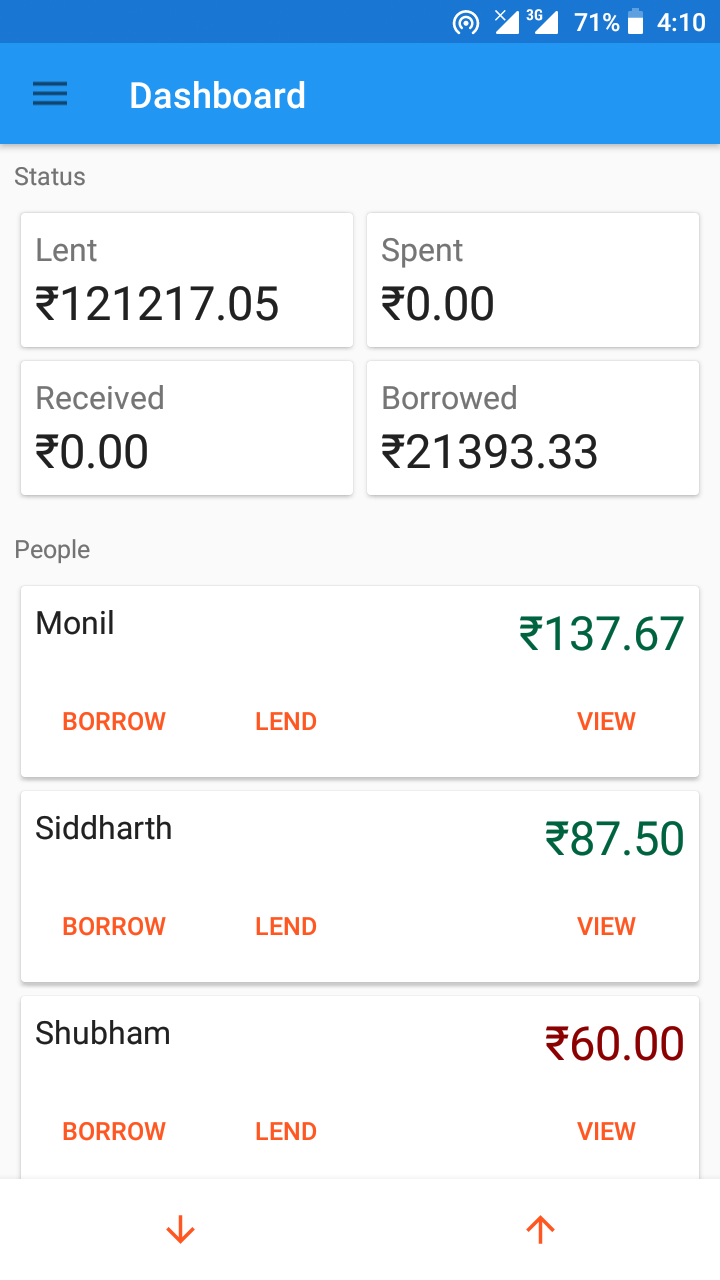 3G 71% 4:10
Dashboard
Status
Lent
₹121217.05
Spent
₹0.00
Received
₹0.00
Borrowed
₹21393.33
People
Monil
₹137.67
BORROW LEND VIEW
Siddharth
₹87.50
BORROW LEND VIEW
Shubham
₹60.00
BORROW LEND VIEW